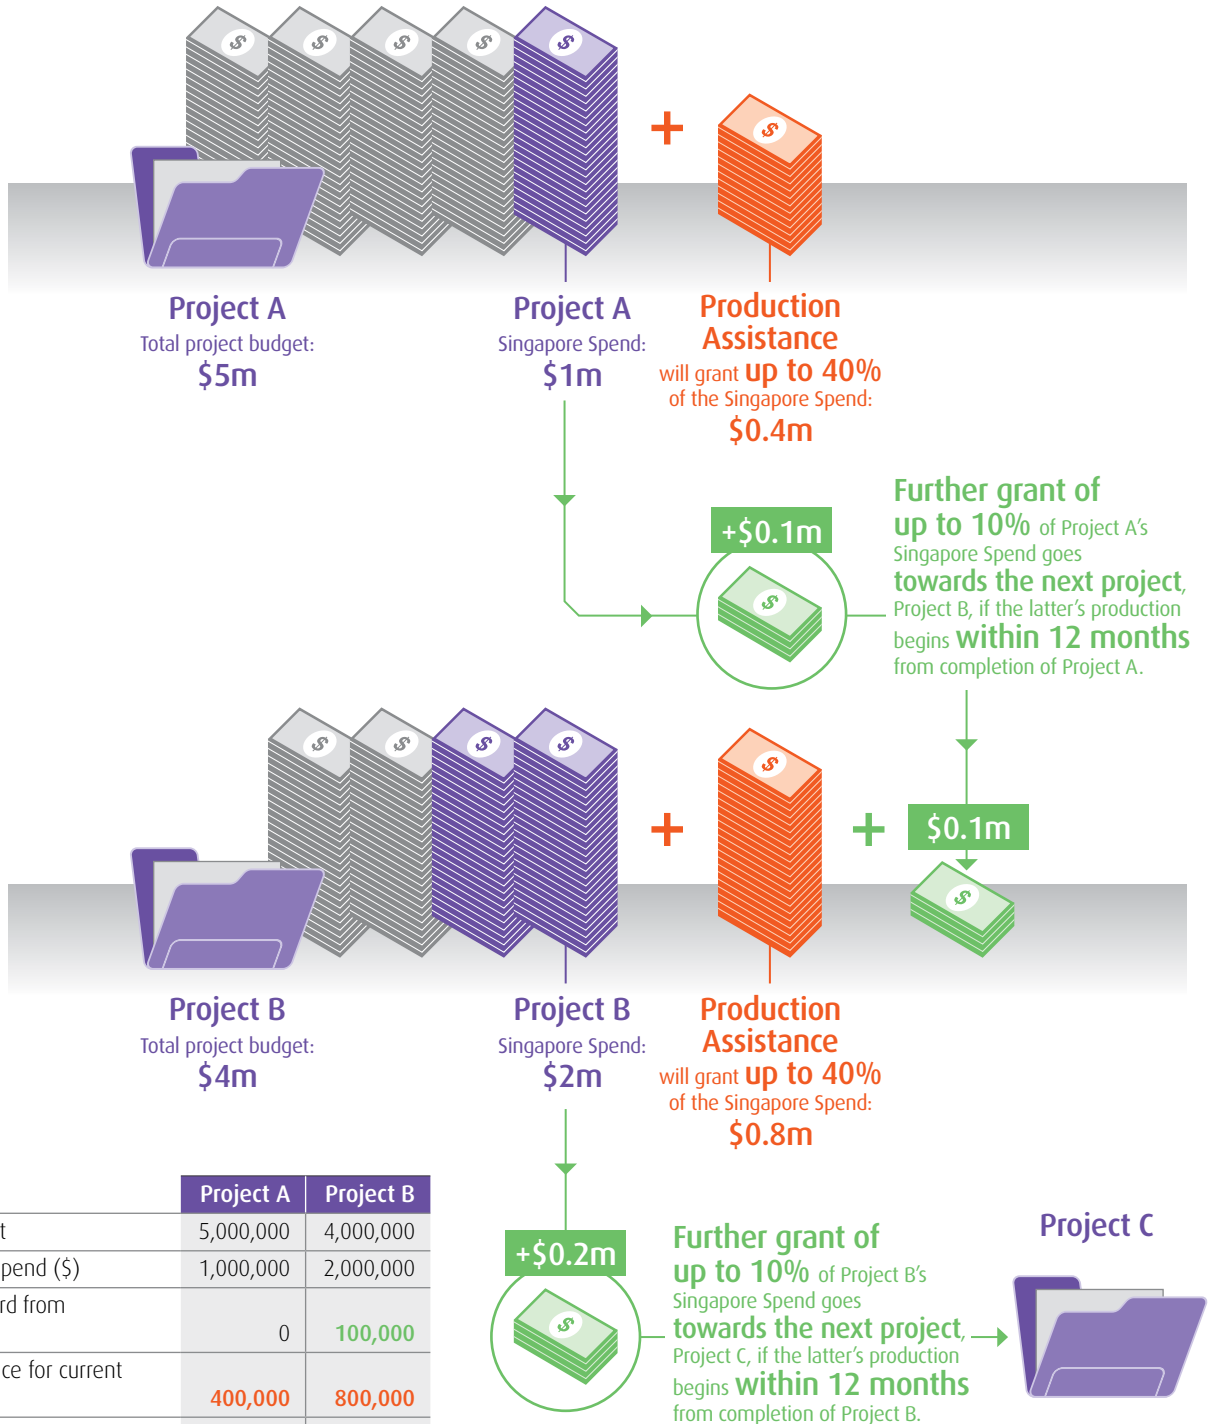 Project A
Total project budget:
$5m
Project A
Singapore Spend:
$1m
Production
Assistance
will grant up to 40%
of the Singapore Spend:
$0.4m
+$0.1m
Further grant of
up to 10% of Project A's
Singapore Spend goes
towards the next project,
Project B, if the latter's production
begins within 12 months
from completion of Project A.
$0.1m
Project B
Total project budget:
$4m
Project B
Singapore Spend:
$2m
Production
Assistance
will grant up to 40%
of the Singapore Spend:
$0.8m
+$0.2m
Further grant of
up to 10% of Project B's
Singapore Spend goes
towards the next project,
Project C, if the latter's production
begins within 12 months
from completion of Project B.
Project C
Project A Project B
5,000,000 4,000,000
($) 1,000,000 2,000,000
from
0 100,000
for current
400,000 800,000